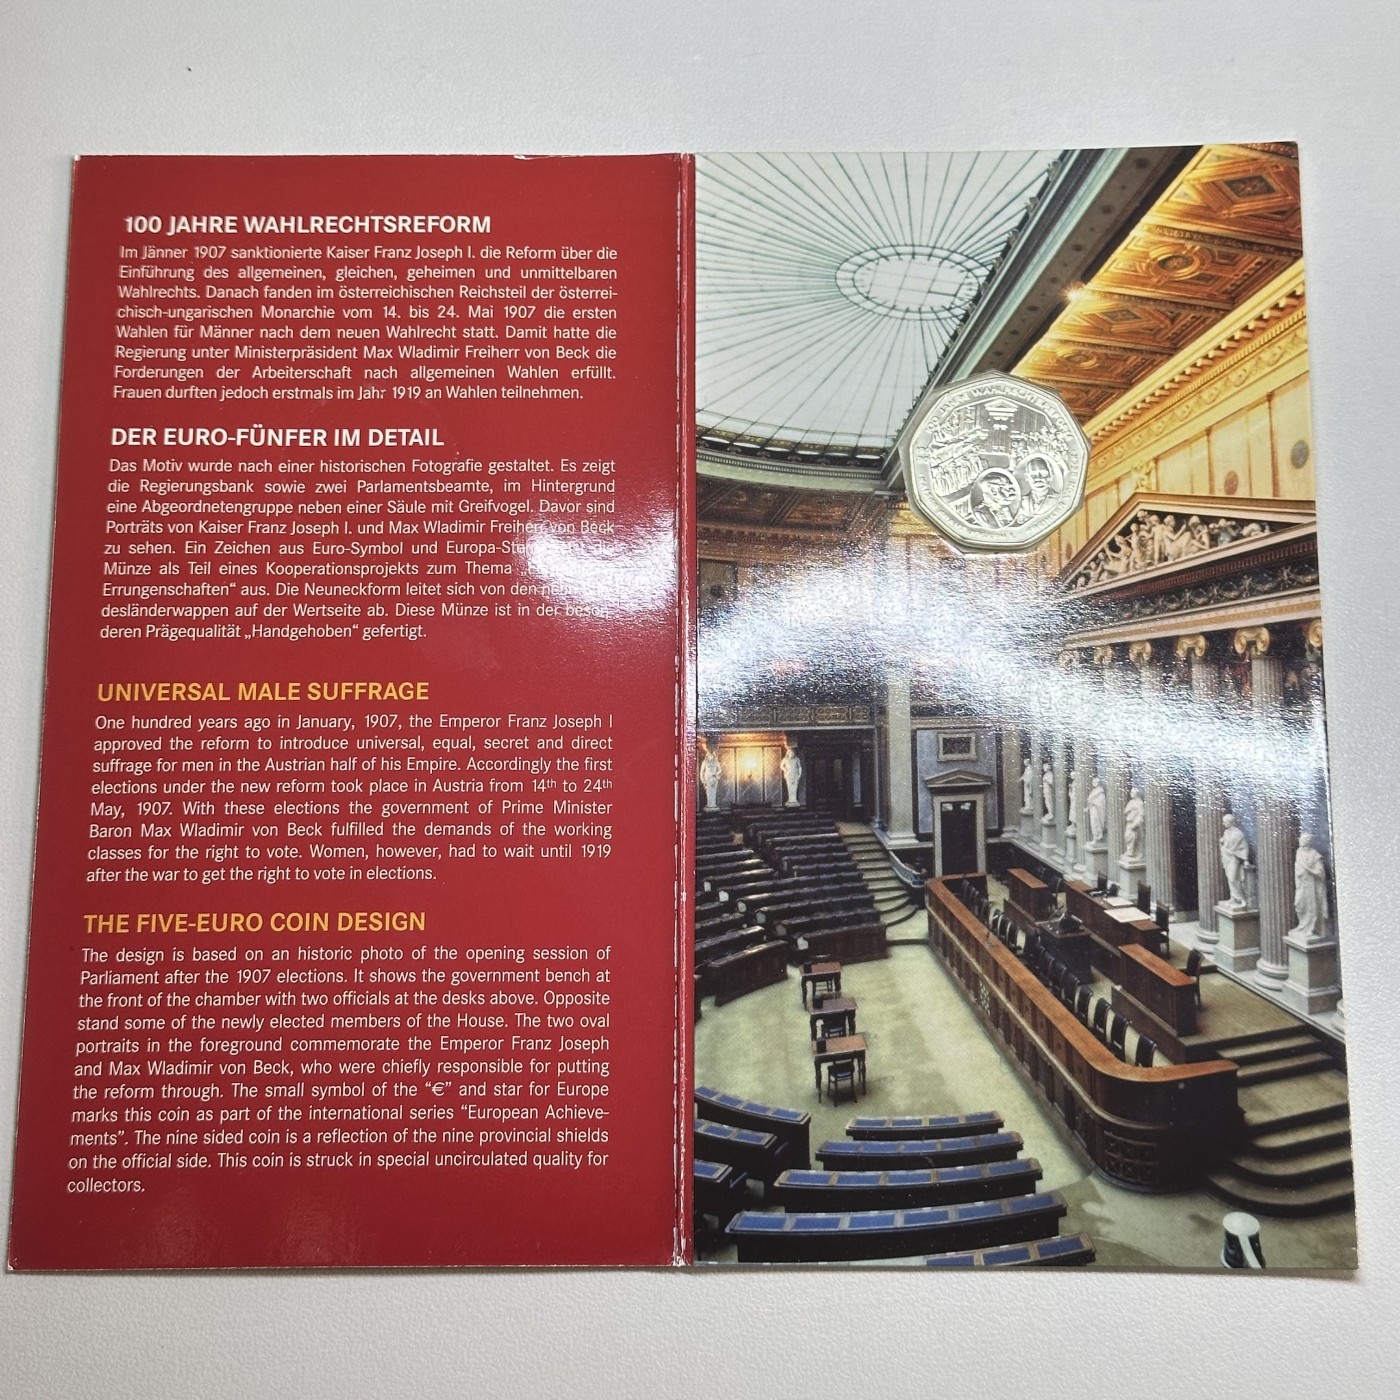 100 JAHRE WAHLRECHTSREFORM
Im Jänner 1907 sanktionierte Kaiser Franz Joseph I. die Reform über die
Einführung des allgemeinen, gleichen, geheimen und unmittelbaren
Wahlrechts. Danach fanden im österreichischen Reichsteil der österrei-
chisch-ungarischen Monarchie vom 14. bis 24. Mai 1907 die ersten
Wahlen für Männer nach dem neuen Wahlrecht statt. Damit hatte die
Regierung unter Ministerpräsident Max Wladimir Freiherr von Beck die
Forderungen der Arbeiterschaft nach allgemeinen Wahlen erfüllt.
Frauen durften jedoch erstmals im Jahr 1919 an Wahlen teilnehmen.
DER EURO-FÜNFER IM DETAIL
Das Motiv wurde nach einer historischen Fotografie gestaltet. Es zeigt
die Regierungsbank sowie zwei Parlamentsbeamte, im Hintergrund
eine Abgeordnetengruppe neben einer Säule mit Greifvogel. Davor sind
Porträts von Kaiser Franz Joseph I. und Max Wladimir Freiherr von Beck
zu sehen. Ein Zeichen aus Euro-Symbol und die
Münze als Teil eines Kooperationsprojekts zum Thema
Errungenschaften“ aus. Die Neuneckform leitet sich von den
desländerwappen auf der Wertseite ab. Diese Münze ist in der beson-
deren Prägequalität „Handgehoben“ gefertigt.
UNIVERSAL MALE SUFFRAGE
One hundred years ago in January, 1907, the Emperor Franz Joseph I
approved the reform to introduce universal, equal, secret and direct
suffrage for men in the Austrian half of his Empire. Accordingly the first
elections under the new reform took place in Austria from 14th to 24th
May, 1907. With these elections the government of Prime Minister
Baron Max Wladimir von Beck fulfilled the demands of the working
classes for the right to vote. Women, however, had to wait until 1919
after the war to get the right to vote in elections.
THE FIVE-EURO COIN DESIGN
The design is based on an historic photo of the opening session of
Parliament after the 1907 elections. It shows the government bench at
the front of the chamber with two officials at the desks above. Opposite
stand some of the newly elected members of the House. The two oval
portraits in the foreground commemorate the Emperor Franz Joseph
and Max Wladimir von Beck, who were chiefly responsible for putting
the reform through. The small symbol of the “€” and star for Europe
marks this coin as part of the international series “European Achieve-
ments”. The nine sided coin is a reflection of the nine provincial shields
on the official side. This coin is struck in special uncirculated quality for
collectors.